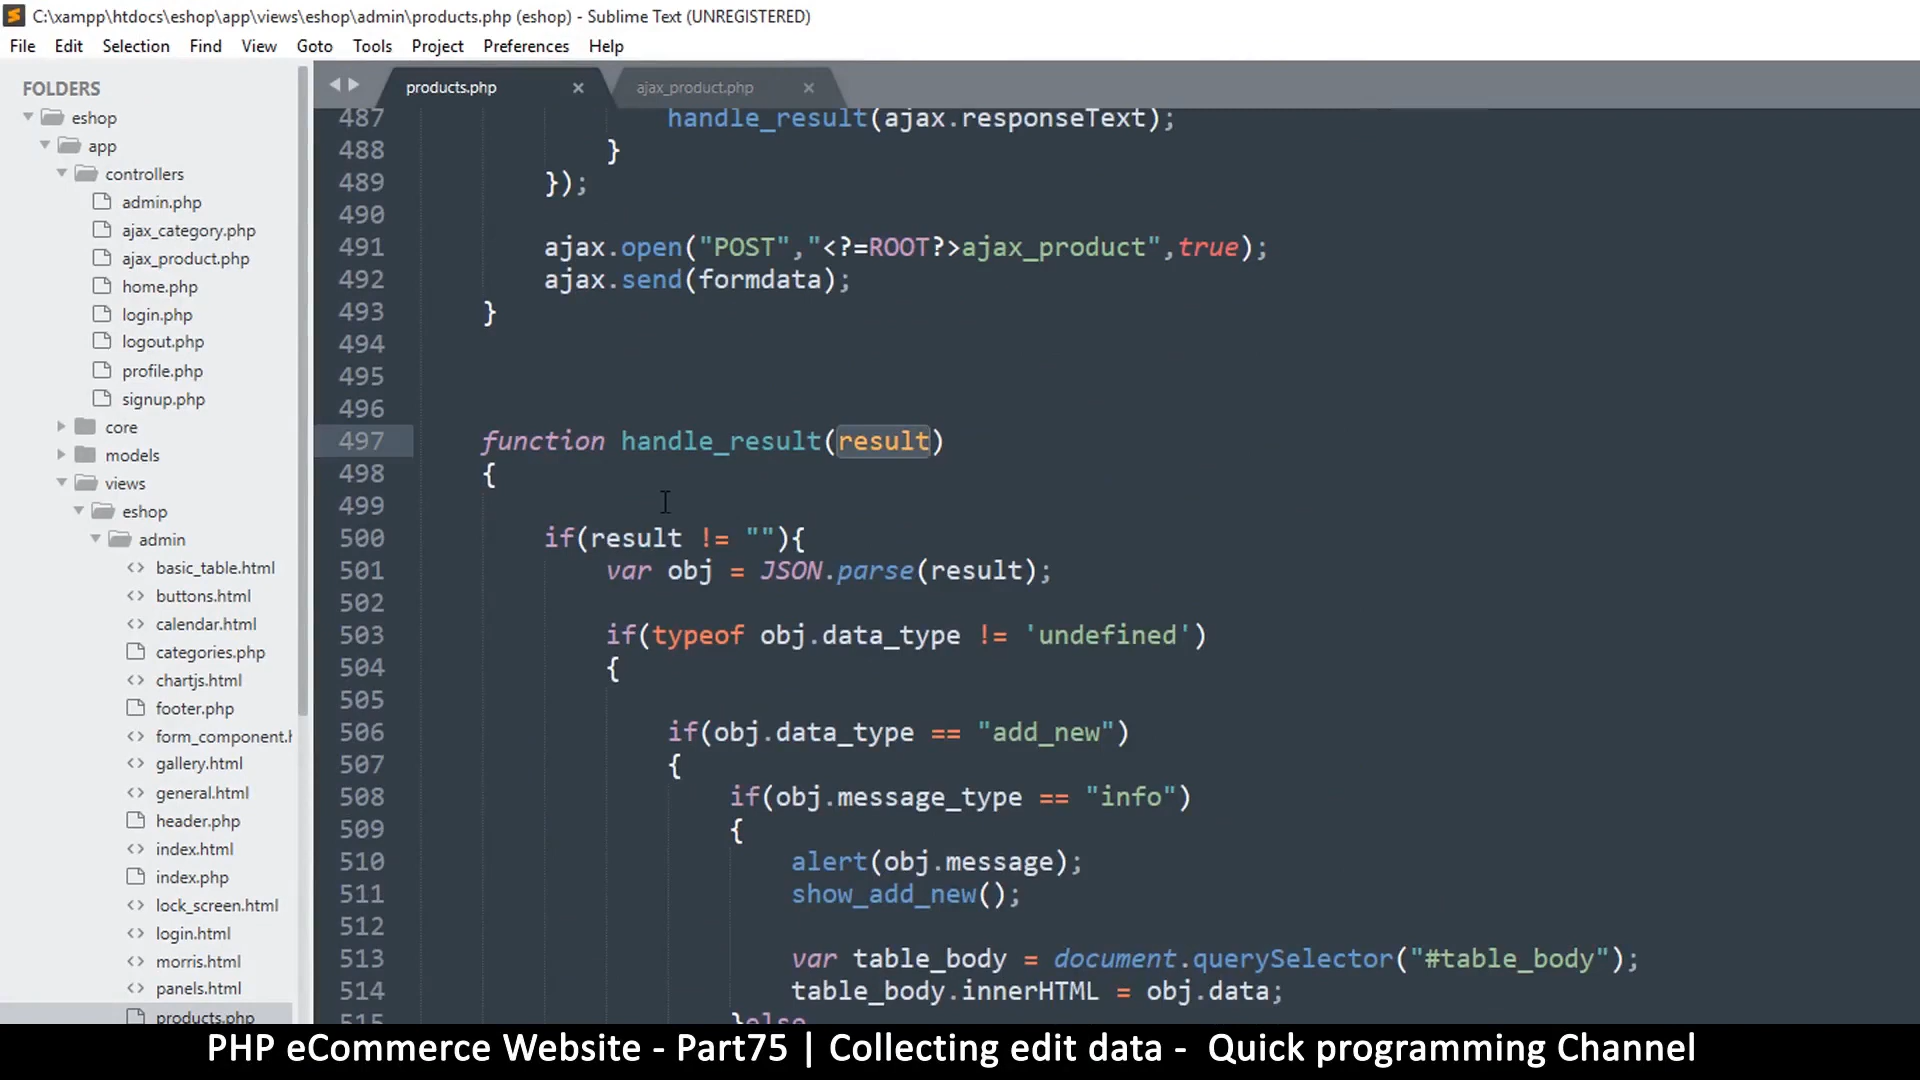 C:\xampp\htdocs\eshop\app\views\eshop\admin\products.php (eshop) - Sublime Text (UNREGISTERED)
File Edit Selection Find View Goto Tools Project Preferences Help
FOLDERS
eshop
app
controllers
admin.php
ajax_category.php
ajax_product.php
home.php
login.php
logout.php
profile.php
signup.php
core
models
views
eshop
admin
basic_table.html
buttons.html
calendar.html
categories.php
chartjs.html
footer.php
form_component.h
gallery.html
general.html
header.php
index.html
index.php
lock_screen.html
login.html
morris.html
panels.html
products.php
products.php ajax_product.php
487 handle_result(ajax.responseText);
488 }
489 });
490
491 ajax.open("POST","<?=ROOT?>ajax_product",true);
492 ajax.send(formdata);
493 }
494
495
496
497 function handle_result(result)
498 {
499
500 if(result != ""){
501 var obj = JSON.parse(result);
502
503 if(typeof obj.data_type != 'undefined')
504 {
505
506 if(obj.data_type == "add_new")
507 {
508 if(obj.message_type == "info")
509 {
510 alert(obj.message);
511 show_add_new();
512
513 var table_body = document.querySelector("#table_body");
514 table_body.innerHTML = obj.data;
515 }else
PHP eCommerce Website - Part75 | Collecting edit data - Quick programming Channel